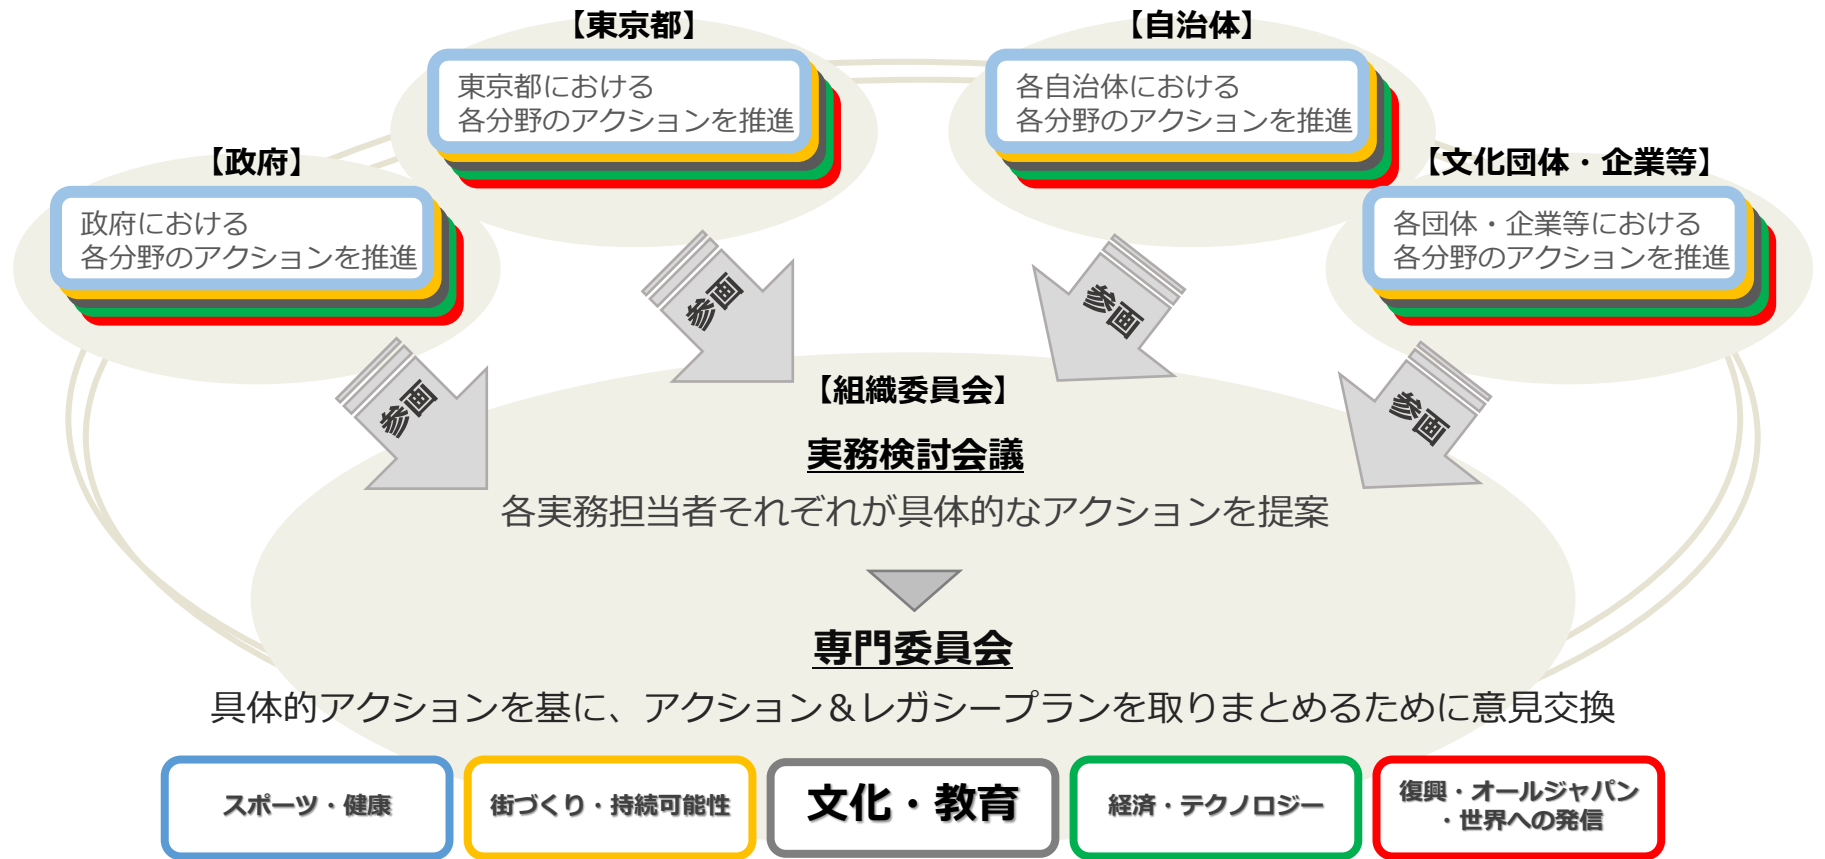 【東京都】
東京都における
各分野のアクションを推進
【自治体】
各自治体における
各分野のアクションを推進
【政府】
政府における
各分野のアクションを推進
【文化団体・企業等】
各団体・企業等における
各分野のアクションを推進
参画
参画
参画
参画
【組織委員会】
実務検討会議
各実務担当者それぞれが具体的なアクションを提案
専門委員会
具体的アクションを基に、アクション＆レガシープランを取りまとめるために意見交換
スポーツ・健康
街づくり・持続可能性
文化・教育
経済・テクノロジー
復興・オールジャパン
・世界への発信